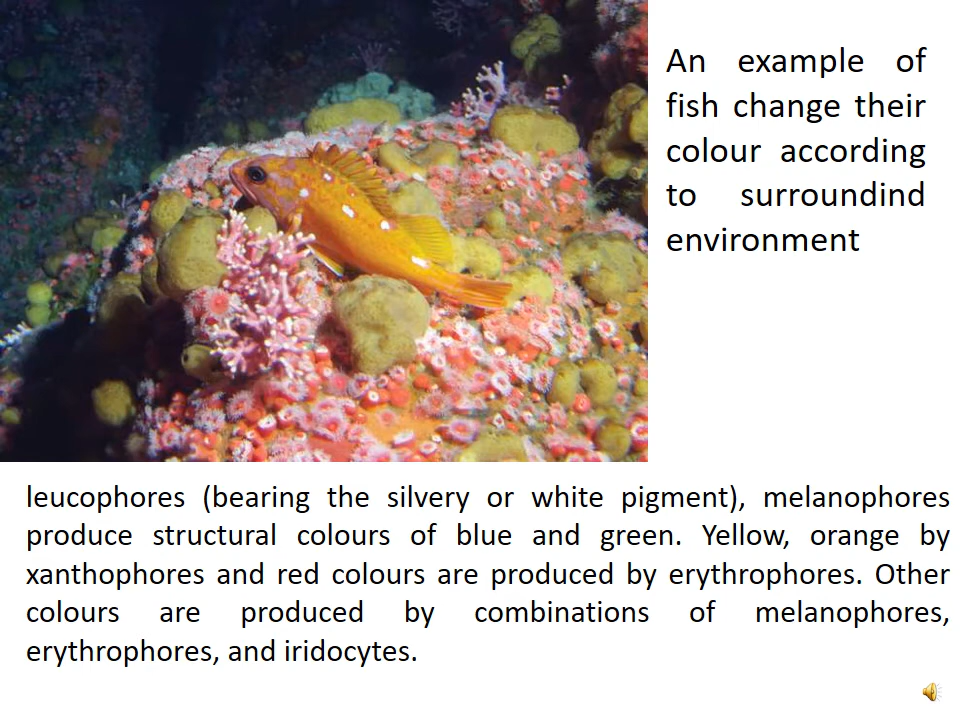 An example of
fish change their
colour according
to surroundind
environment
leucophores (bearing the silvery or white pigment), melanophores
produce structural colours of blue and green. Yellow, orange by
xanthophores and red colours are produced by erythrophores. Other
colours are produced by combinations of melanophores,
erythrophores, and iridocytes.